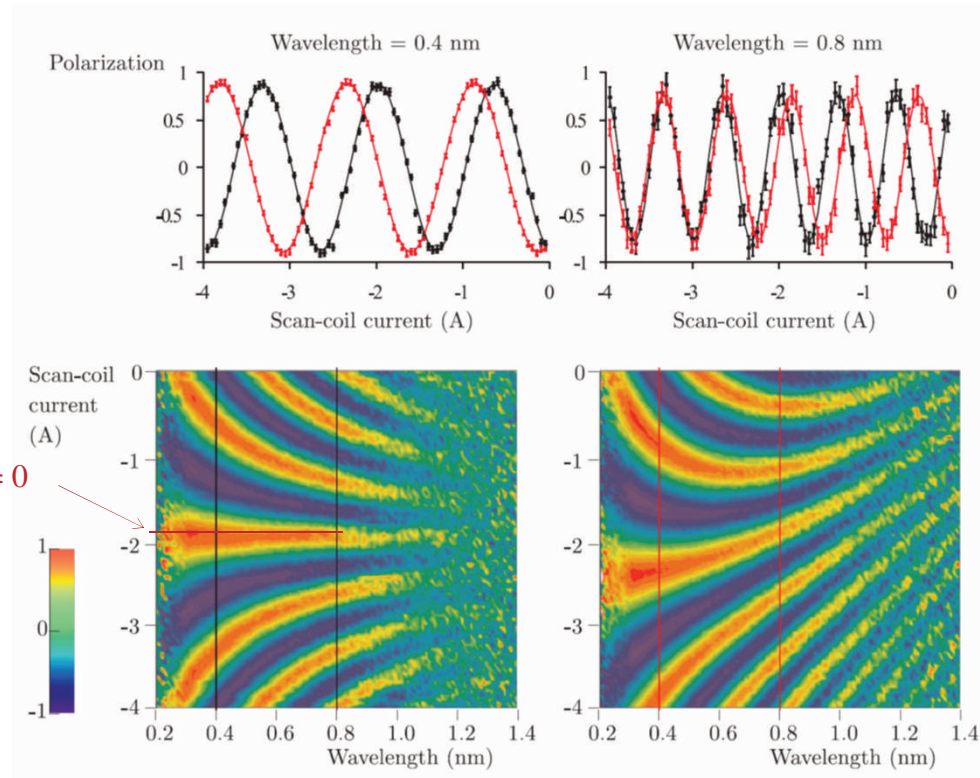 Wavelength = 0.4 nm
Wavelength = 0.8 nm
Polarization
1
0.5
0
-0.5
-1
-4 -3 -2 -1 0
Scan-coil current (A)
1
0.5
0
-0.5
-1
-4 -3 -2 -1 0
Scan-coil current (A)
Scan-coil
current
(A)
0
-1
-2
-3
-4
= 0
1
0
-1
0.2 0.4 0.6 0.8 1.0 1.2 1.4
Wavelength (nm)
0
-1
-2
-3
-4
0.2 0.4 0.6 0.8 1.0 1.2 1.4
Wavelength (nm)